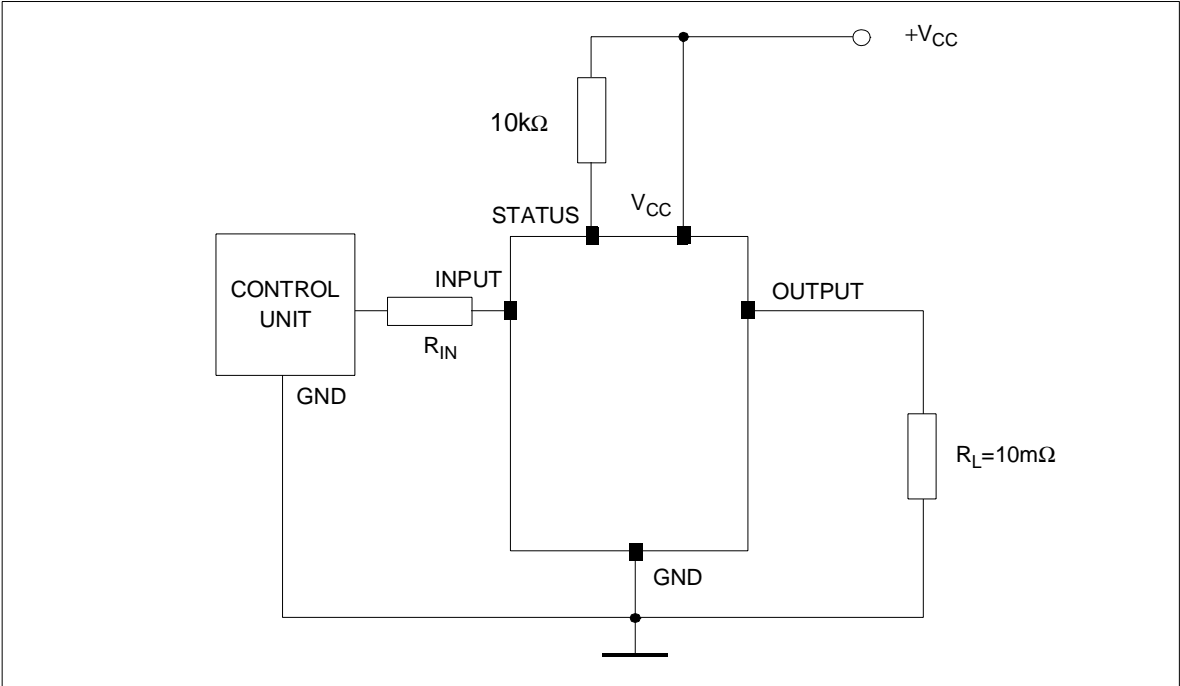 +VCC
10kΩ
STATUS
VCC
INPUT
OUTPUT
CONTROL
UNIT
RIN
GND
RL=10mΩ
GND